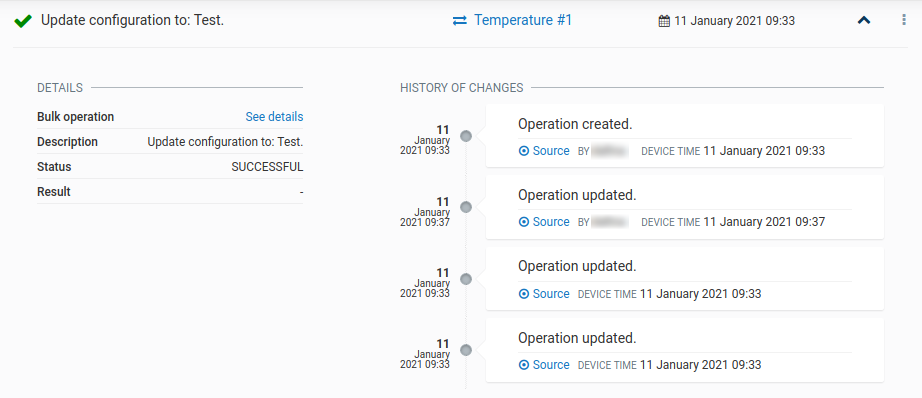 Update configuration to: Test.
Temperature #1
11 January 2021 09:33
DETAILS
Bulk operation See details
Description Update configuration to: Test.
Status SUCCESSFUL
Result -
HISTORY OF CHANGES
11
January
2021 09:33
Operation created.
Source BY DEVICE TIME 11 January 2021 09:33
11
January
2021 09:37
Operation updated.
Source BY DEVICE TIME 11 January 2021 09:37
11
January
2021 09:33
Operation updated.
Source DEVICE TIME 11 January 2021 09:33
11
January
2021 09:33
Operation updated.
Source DEVICE TIME 11 January 2021 09:33